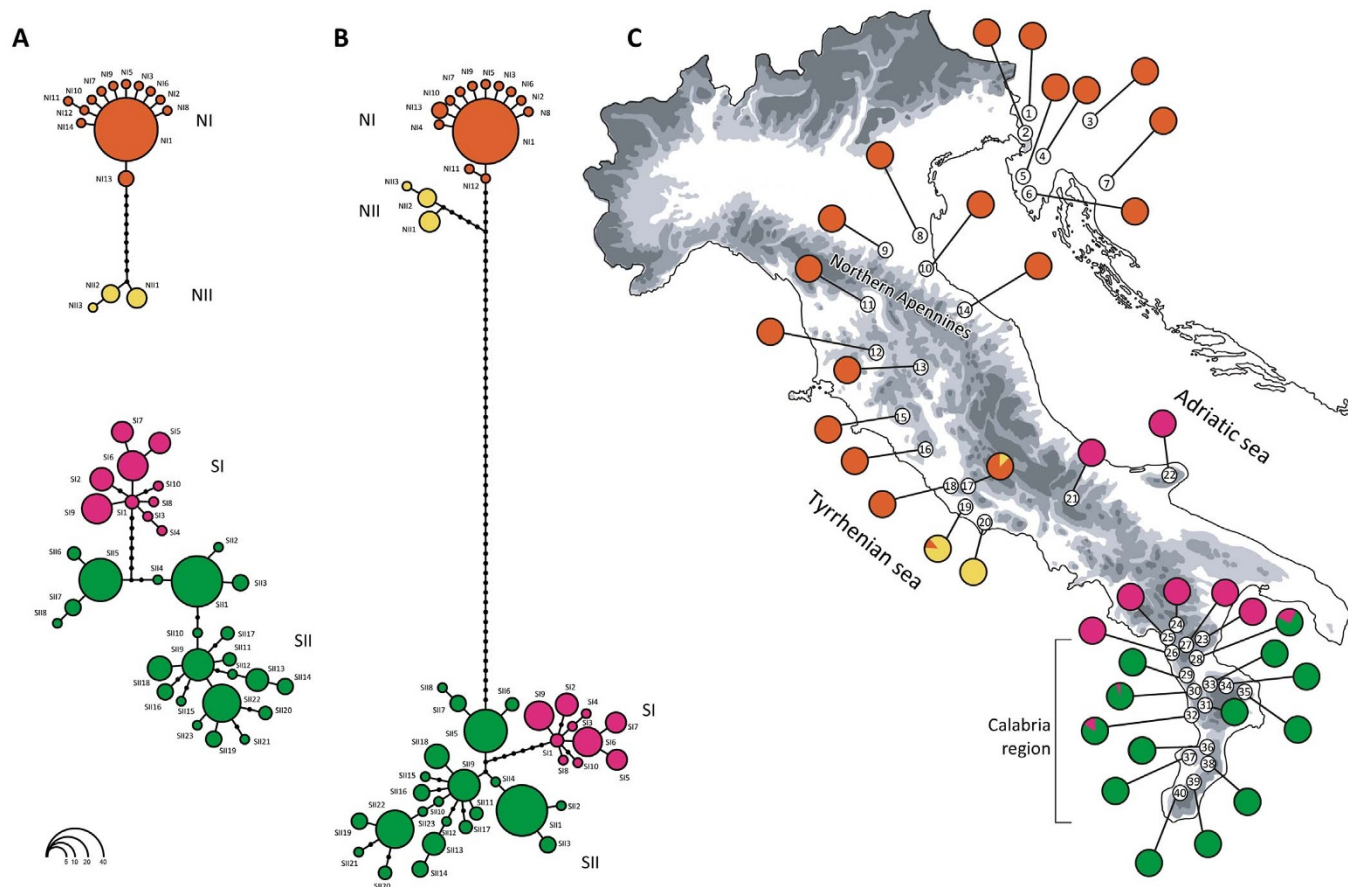 A
B
C
NI9
NI5
NI3
NI7
NI6
NI10
NI2
NI11
NI8
NI12
NI14
NI
NI1
NI13
NII2
NII1
NII
NII3
SI7
SI5
SI6
SI
SI2
SI10
SI8
SI9
SI1
SI3
SI4
SII6
SII5
SII2
SII4
SII3
SII7
SII8
SII1
SII10
SII17
SII
SII9
SII11
SII12
SII13
SII18
SII14
SII16
SII15
SII22
SII20
SII23
SII21
SII19
5 10 20 40
NI9
NI5
NI3
NI7
NI6
NI10
NI2
NI13
N8
NI
NI4
NI1
NI11
NI12
NII3
NII
NII2
NII1
SII8
SII6
SII7
SII5
SI2
SI9
SI4
SI
SI3
SI7
SI1
SI6
SI8
SI10
SI5
SII18
SII9
SII15
SII4
SII16
SII11
SII10
SII22
SII2
SII23
SII1
SII17
SII12
SII19
SII13
SII3
SII21
SII14
SII20
SII
1
2
3
4
5
6
7
8
9
10
Northern Apennines
11
14
12
13
Adriatic sea
15
16
18
17
19
20
21
22
Tyrrhenian sea
24
25
23
27
26
28
29
33
34
30
35
31
32
Calabria
region
36
37
38
39
40